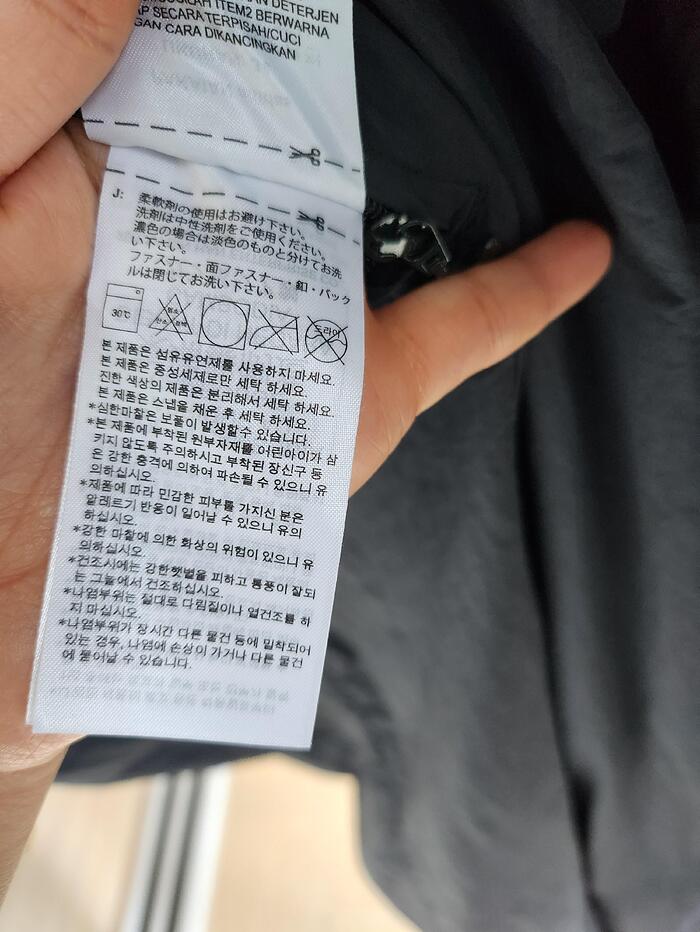 DETERJEN
ITEM2 BERWARNA
SECARA TERPISAH/CUCI
CARA DIKANCINGKAN
J: 柔軟剤の使用はお避け下さい。
洗剤は中性洗剤をご使用ください。
濃色の場合は淡色のものと分けてお洗
い下さい。
ファスナー・面ファスナー・釦・バック
ルは閉じてお洗い下さい。
30℃ 염소 산소 표백 드라이
본 제품은 섬유유연제를 사용하지 마세요.
본 제품은 중성세제로만 세탁 하세요.
진한 색상의 제품은 분리해서 세탁 하세요.
본 제품은 스냅을 채운 후 세탁 하세요.
*심한마찰은 보풀이 발생할수 있습니다.
*본 제품에 부착된 원부자재를 어린아이가 삼
키지 않도록 주의하시고 부착된 장신구 등
은 강한 충격에 의하여 파손될 수 있으니 유
의하십시오.
*제품에 따라 민감한 피부를 가지신 분은
알레르기 반응이 일어날 수 있으니 유의
하십시오.
*강한 마찰에 의한 화상의 위험이 있으니 유
의하십시오.
*건조시에는 강한햇볕을 피하고 통풍이 잘되
는 그늘에서 건조하십시오.
*나염부위는 절대로 다림질이나 열건조를 하
지 마십시오.
*나염부위가 장시간 다른 물건 등에 밀착되어
있는 경우, 나염에 손상이 가거나 다른 물건
에 묻어날 수 있습니다.